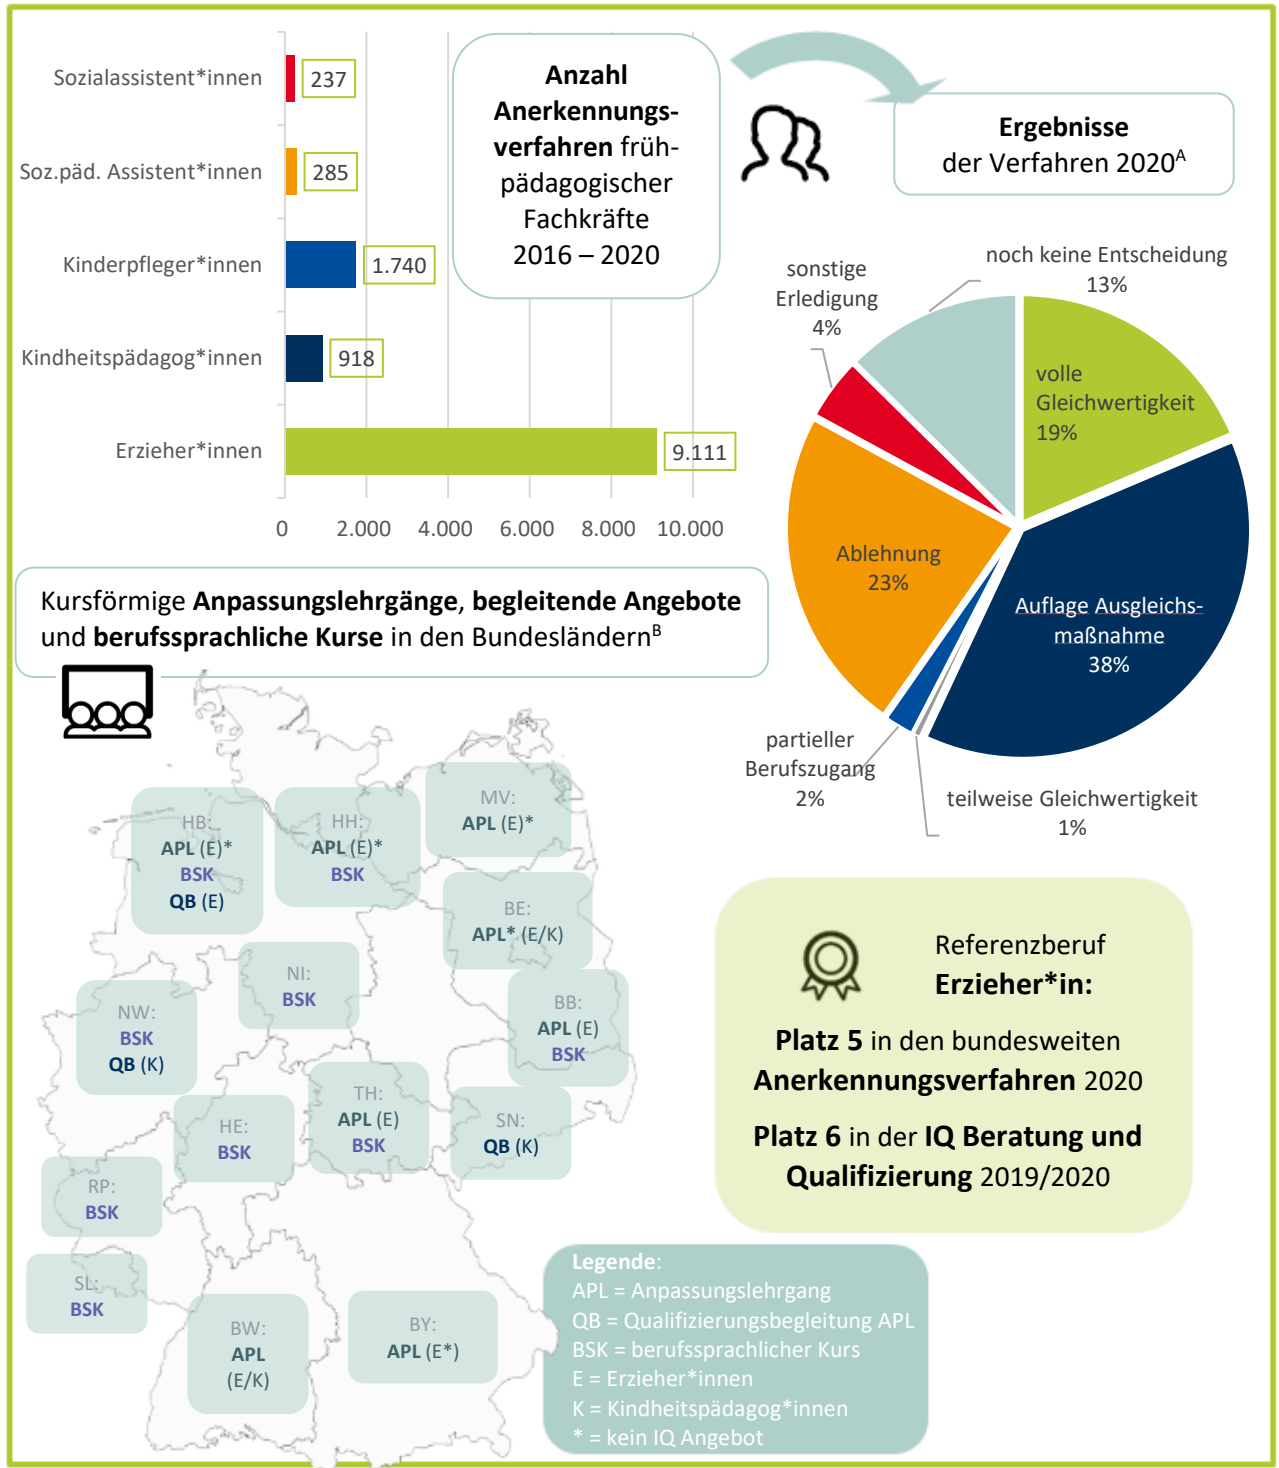 Sozialassistent*innen
237
Soz.päd. Assistent*innen
285
Kinderpfleger*innen
1.740
Kindheitspädagog*innen
918
Erzieher*innen
9.111
0
2.000
4.000
6.000
8.000
10.000
Anzahl
Anerkennungs-
verfahren früh-
pädagogischer
Fachkräfte
2016 – 2020
Ergebnisse
der Verfahren 2020A
noch keine Entscheidung
13%
sonstige
Erledigung
4%
volle
Gleichwertigkeit
19%
Ablehnung
23%
Auflage Ausgleichs-
maßnahme
38%
partieller
Berufszugang
2%
teilweise Gleichwertigkeit
1%
Kursförmige Anpassungslehrgänge, begleitende Angebote
und berufssprachliche Kurse in den BundesländernB
MV:
APL (E)*
HB:
APL (E)*
BSK
QB (E)
HH:
APL (E)*
BSK
BE:
APL* (E/K)
NI:
BSK
BB:
APL (E)
BSK
NW:
BSK
QB (K)
TH:
APL (E)
BSK
HE:
BSK
SN:
QB (K)
RP:
BSK
SL:
BSK
BW:
APL
(E/K)
BY:
APL (E*)
Referenzberuf
Erzieher*in:
Platz 5 in den bundesweiten
Anerkennungsverfahren 2020
Platz 6 in der IQ Beratung und
Qualifizierung 2019/2020
Legende:
APL = Anpassungslehrgang
QB = Qualifizierungsbegleitung APL
BSK = berufssprachlicher Kurs
E = Erzieher*innen
K = Kindheitspädagog*innen
* = kein IQ Angebot